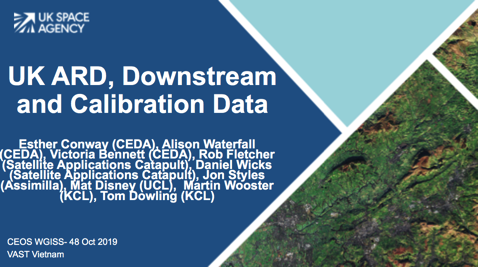 UK SPACE
AGENCY
UK ARD, Downstream
and Calibration Data
Esther Conway (CEDA), Alison Waterfall
(CEDA), Victoria Bennett (CEDA), Rob Fletcher
(Satellite Applications Catapult), Daniel Wicks
(Satellite Applications Catapult), Jon Styles
(Assimilla), Mat Disney (UCL), Martin Wooster
(KCL), Tom Dowling (KCL)
CEOS WGISS- 48 Oct 2019
VAST Vietnam